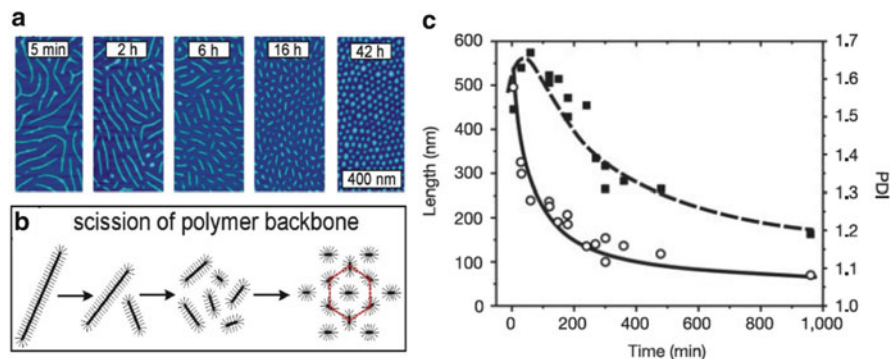 a
5 min
2 h
6 h
16 h
42 h
400 nm
b
scission of polymer backbone
c
600
500
400
300
200
100
0
Length (nm)
1.7
1.6
1.5
1.4
1.3
1.2
1.1
1.0
PDI
0
200
400
600
800
1,000
Time (min)